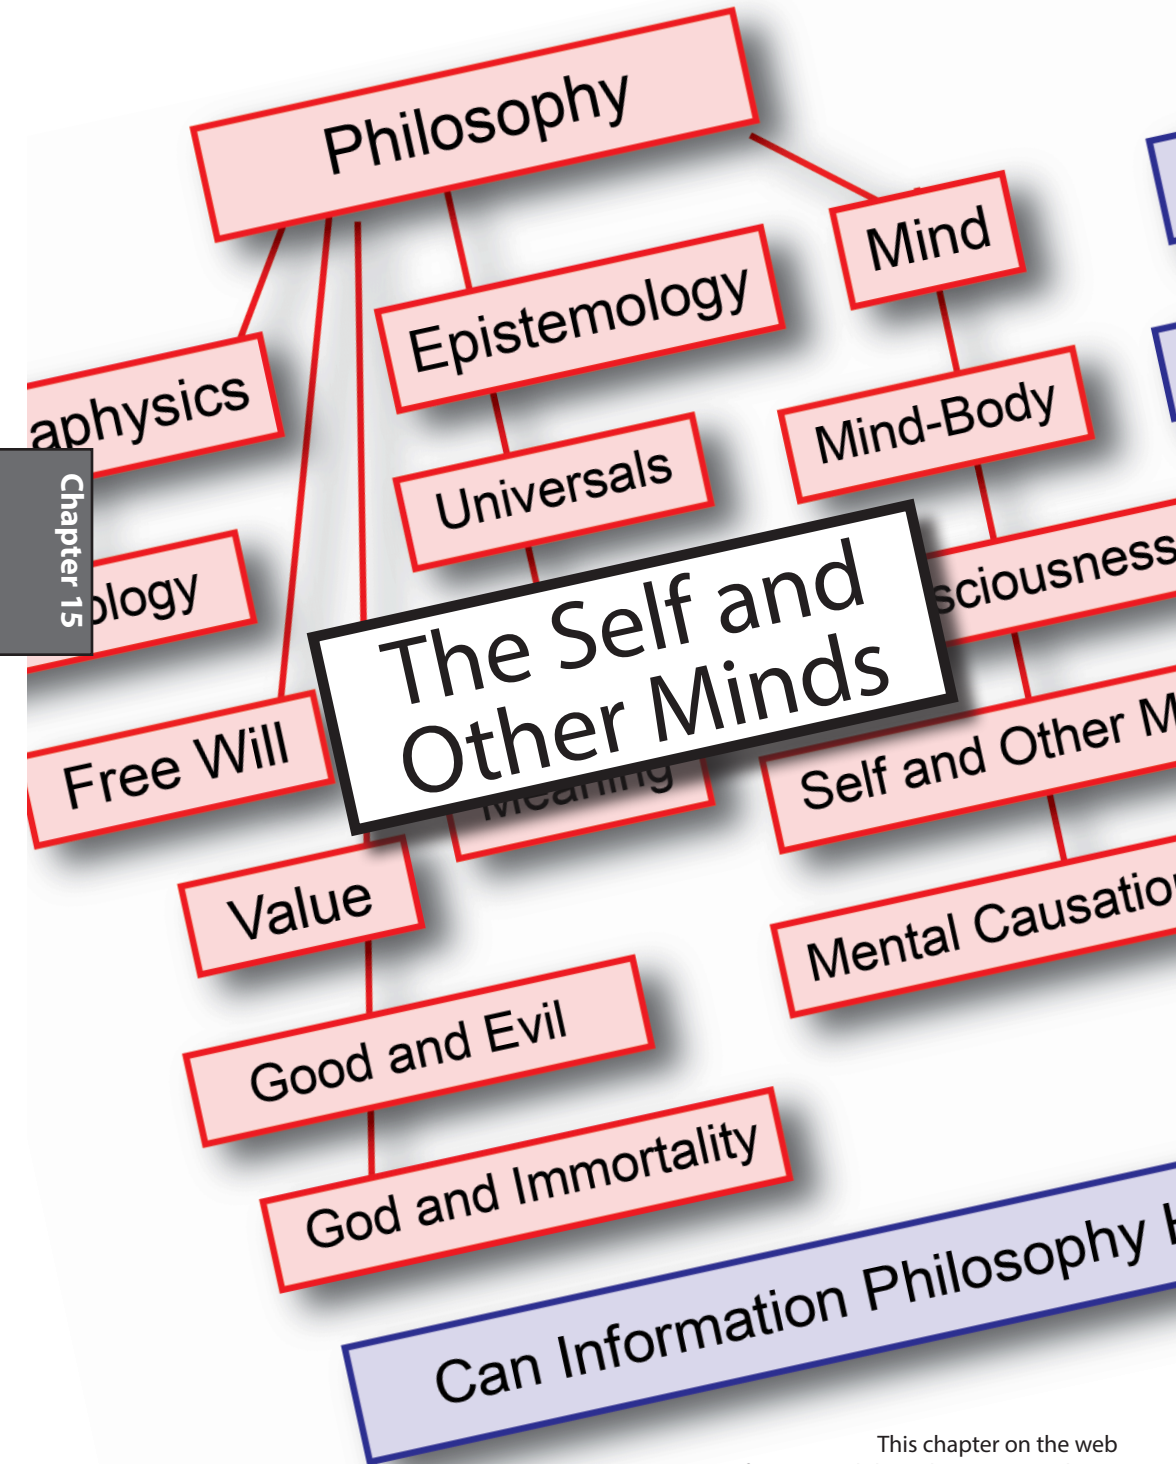 Philosophy
Mind
Epistemology
aphysics
Mind-Body
Universals
Chapter 15
ology
sciousness
The Self and
Other Minds
Free Will
Meaning
Self and Other M
Value
Mental Causatio
Good and Evil
God and Immortality
Can Information Philosophy
This chapter on the web